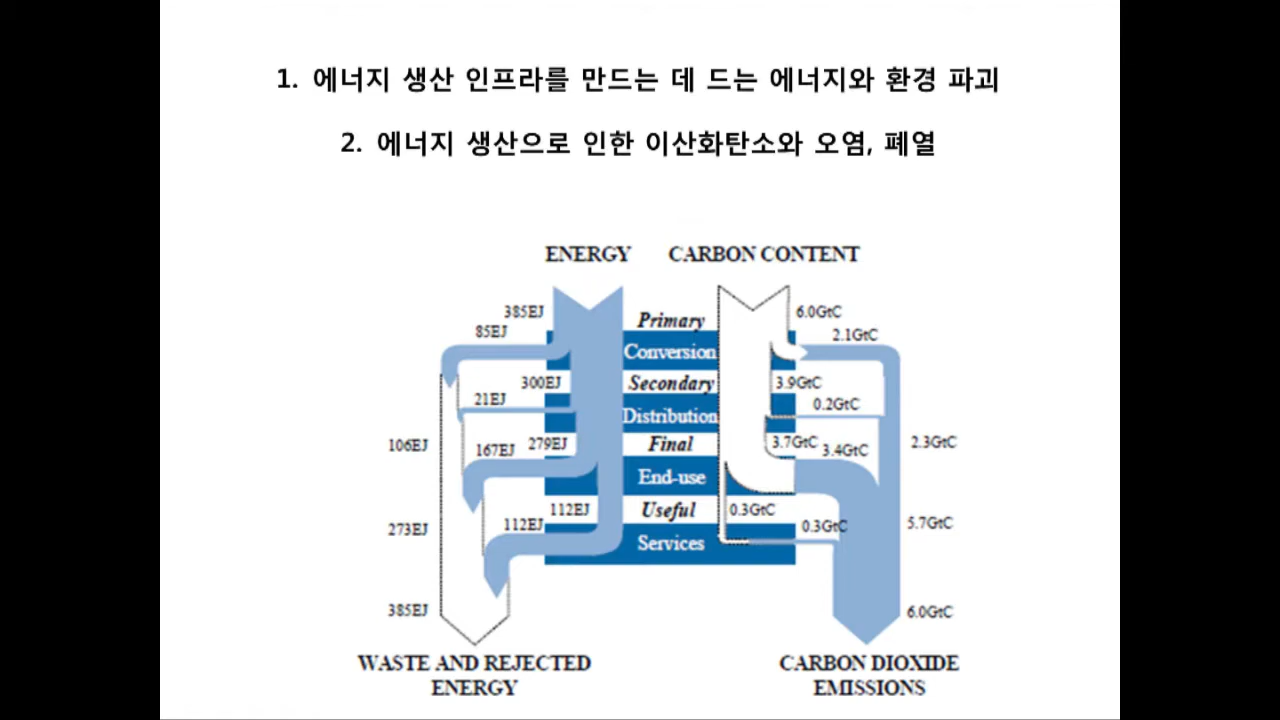 1. 에너지 생산 인프라를 만드는 데 드는 에너지와 환경 파괴
2. 에너지 생산으로 인한 이산화탄소와 오염, 폐열
ENERGY
CARBON CONTENT
385EJ
Primary
6.0GtC
85EJ
Conversion
2.1GtC
300EJ
Secondary
3.9GtC
21EJ
Distribution
0.2GtC
106EJ
167EJ
279EJ
Final
3.7GtC
3.4GtC
2.3GtC
End-use
112EJ
Useful
0.3GtC
273EJ
112EJ
Services
0.3GtC
5.7GtC
385EJ
6.0GtC
WASTE AND REJECTED
ENERGY
CARBON DIOXIDE
EMISSIONS